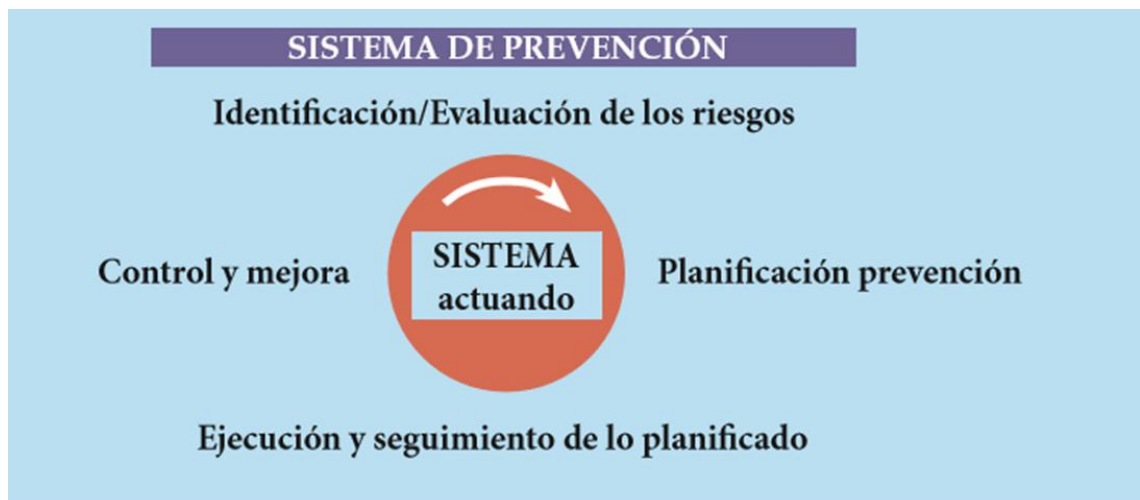 SISTEMA DE PREVENCIÓN
Identificación/Evaluación de los riesgos
Control y mejora
SISTEMA
actuando
Planificación prevención
Ejecución y seguimiento de lo planificado